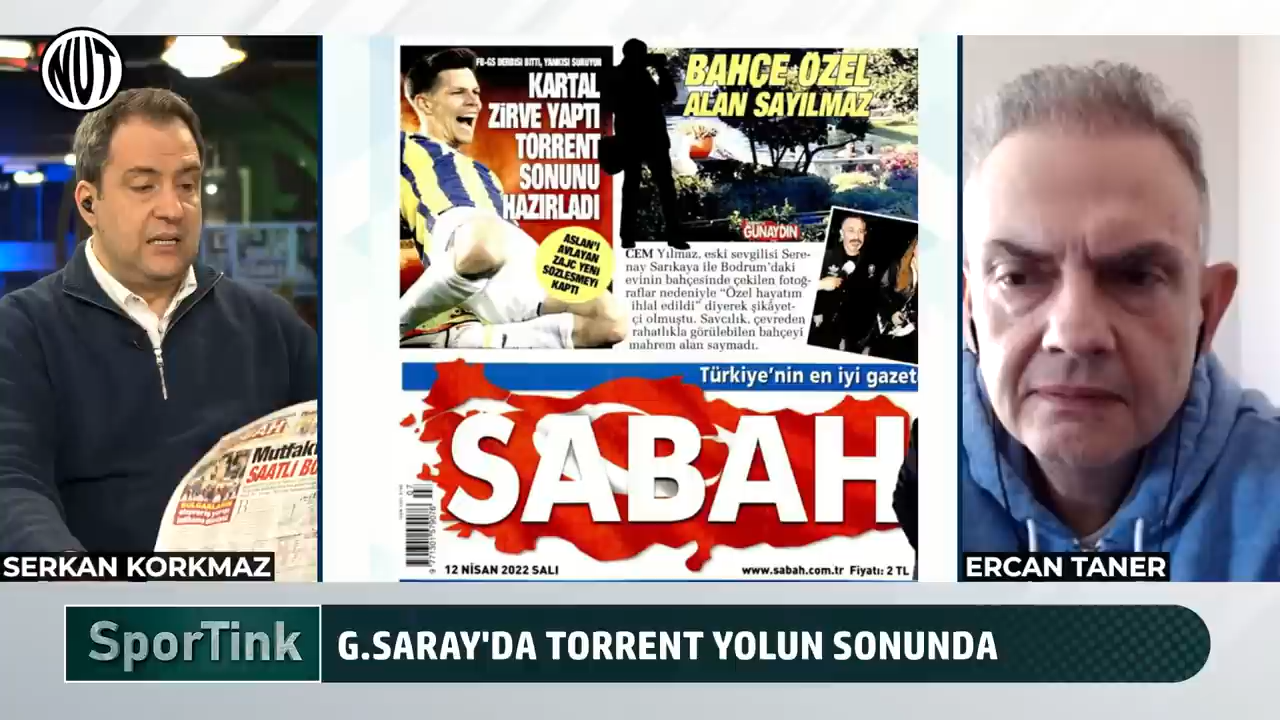 NUT
FB-GS DERBİSİ BİTTİ, YANKISI SÜRÜYOR
KARTAL
ZİRVE YAPTI
TORRENT
SONUNU
HAZIRLADI
ASLAN'I
AVLAYAN
ZAJC YENİ
SÖZLEŞMEYİ
KAPTI
BAHÇE ÖZEL
ALAN SAYILMAZ
GÜNAYDIN
CEM Yılmaz, eski sevgilisi Sere-
nay Sarıkaya ile Bodrum'daki
evinin bahçesinde çekilen fotoğ-
raflar nedeniyle “Özel hayatım
ihlal edildi” diyerek şikâyet-
çi olmuştu. Savcılık, çevreden
rahatlıkla görülebilen bahçeyi
mahrem alan saymadı.
Türkiye'nin en iyi gazet
SABAH
12 NİSAN 2022 SALI
www.sabah.com.tr Fiyatı: 2 TL
Mutfakı
SAATLİ BO
SERKAN KORKMAZ
ERCAN TANER
SporTink
G.SARAY'DA TORRENT YOLUN SONUNDA